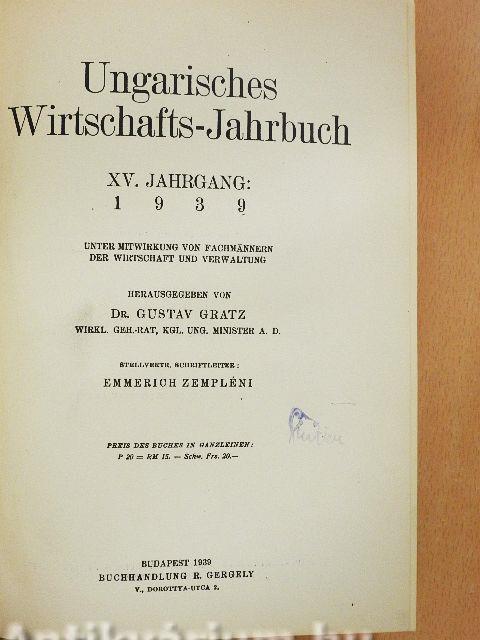 Ungarisches
Wirtschafts-Jahrbuch
XV. JAHRGANG:
1 9 3 9
UNTER MITWIRKUNG VON FACHMÄNNERN
DER WIRTSCHAFT UND VERWALTUNG
HERAUSGEGEBEN VON
DR. GUSTAV GRATZ
WIRKL. GEH.-RAT, KGL. UNG. MINISTER A. D.
STELLVERTR. SCHRIFTLEITER:
EMMERICH ZEMPLÉNI
PREIS DES BUCHES IN GANZLEINEN:
P 20 = RM 15. — Schw. Frs. 20.—
BUDAPEST 1939
BUCHHANDLUNG R. GERGELY
V., DOROTTYA-UTCA 2.